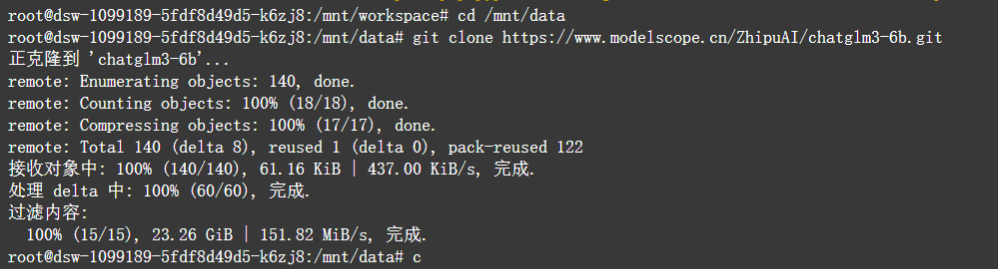 root@dsw-1099189-5fdf8d49d5-k6zj8:/mnt/workspace# cd /mnt/data
root@dsw-1099189-5fdf8d49d5-k6zj8:/mnt/data# git clone https://www.modelscope.cn/ZhipuAI/chatglm3-6b.git
正克隆到 'chatglm3-6b'...
remote: Enumerating objects: 140, done.
remote: Counting objects: 100% (18/18), done.
remote: Compressing objects: 100% (17/17), done.
remote: Total 140 (delta 8), reused 1 (delta 0), pack-reused 122
接收对象中: 100% (140/140), 61.16 KiB | 437.00 KiB/s, 完成.
处理 delta 中: 100% (60/60), 完成.
过滤内容:
100% (15/15), 23.26 GiB | 151.82 MiB/s, 完成.
root@dsw-1099189-5fdf8d49d5-k6zj8:/mnt/data# c